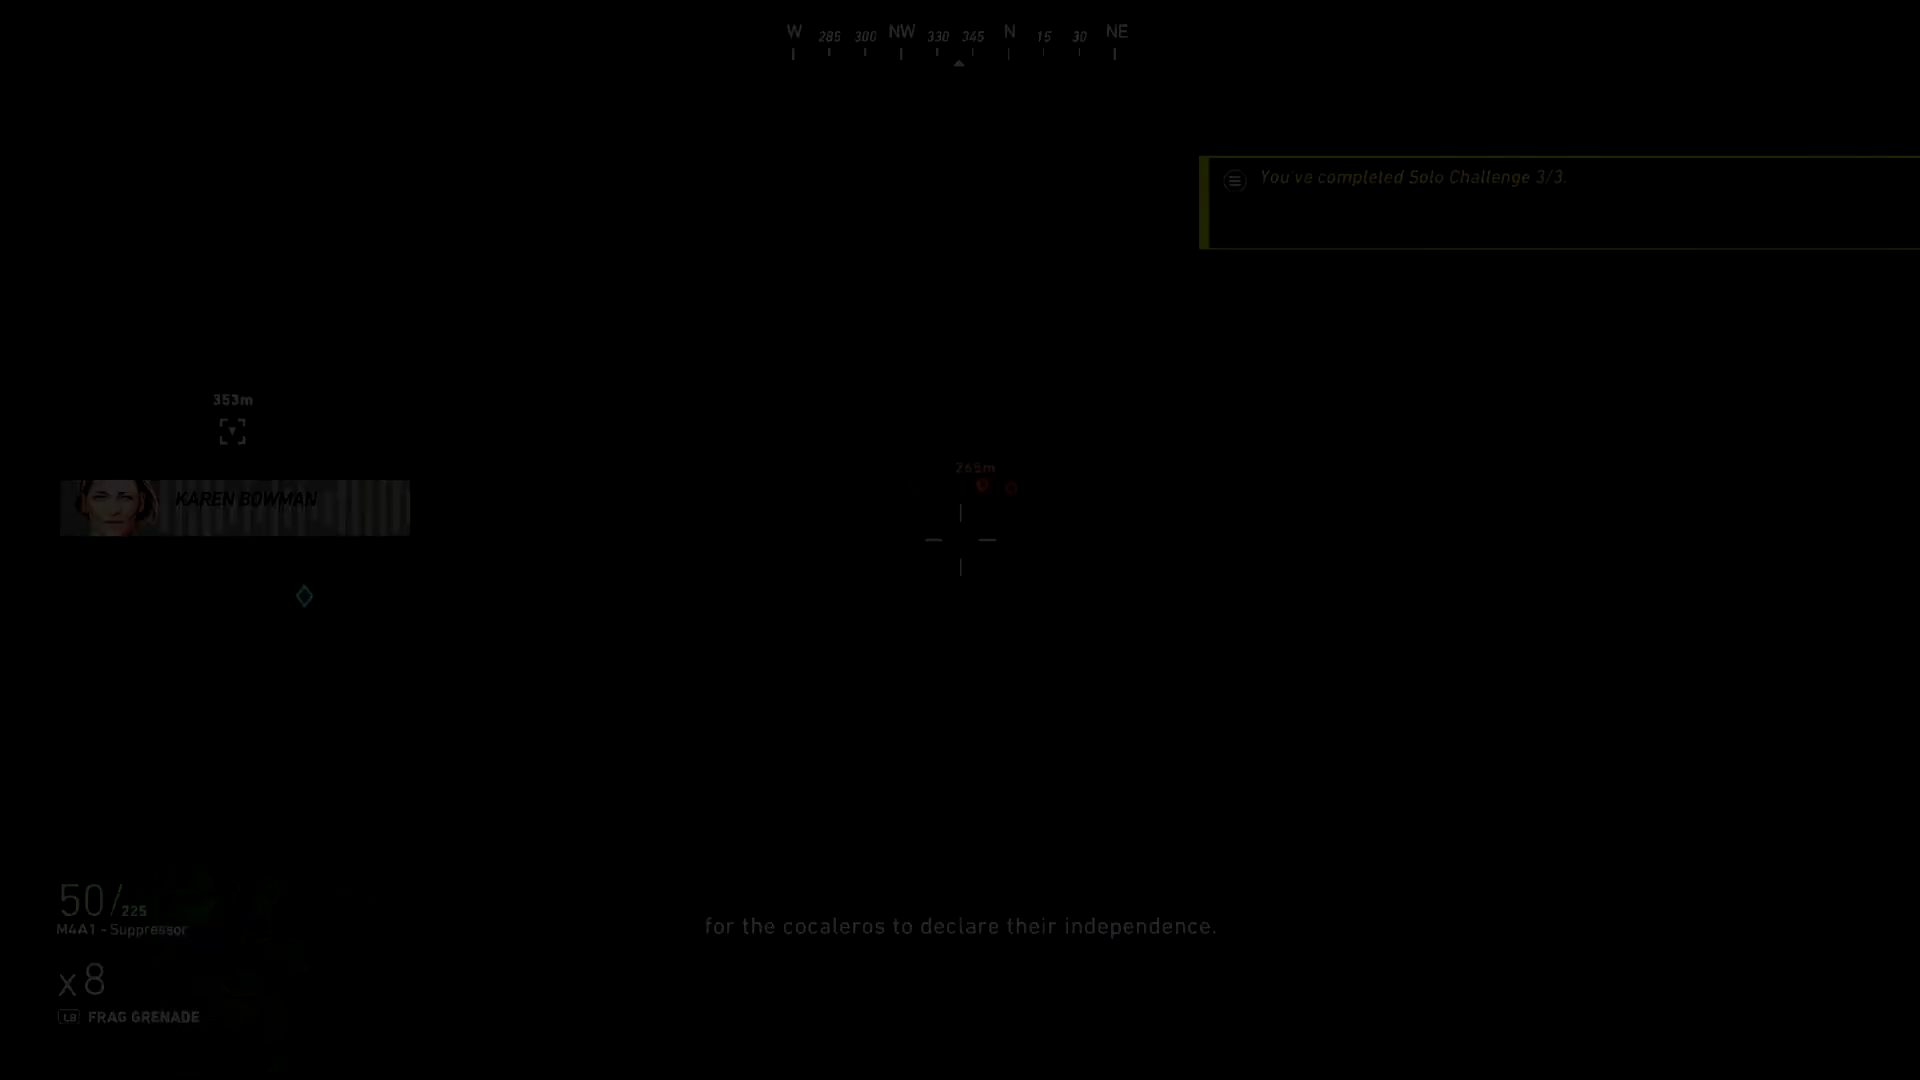 W 285 300 NW 330 345 N 15 30 NE
You've completed Solo Challenge 3/3.
353m
265m
KAREN BOWMAN
50/225
M4A1 - Suppressor
for the cocaleros to declare their independence.
x8
LB FRAG GRENADE